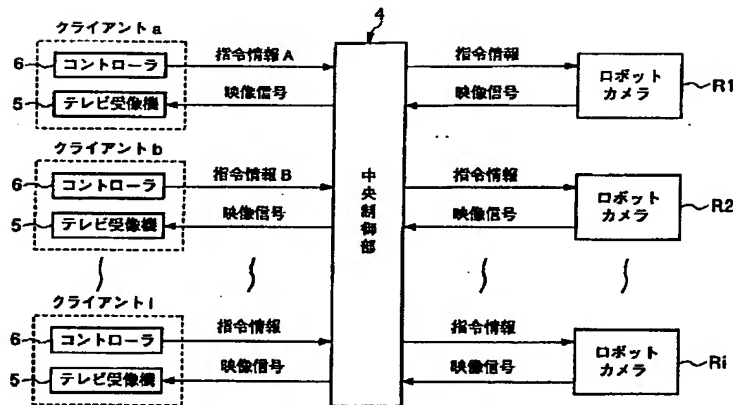 クライアントa
4
6
コントローラ
指令情報 A
指令情報
5
テレビ受像機
映像信号
映像信号
ロボット
カメラ
R1
クライアントb
6
コントローラ
指令情報 B
指令情報
5
テレビ受像機
映像信号
映像信号
ロボット
カメラ
R2
中央制御部
クライアントi
6
コントローラ
指令情報
指令情報
5
テレビ受像機
映像信号
映像信号
ロボット
カメラ
Ri